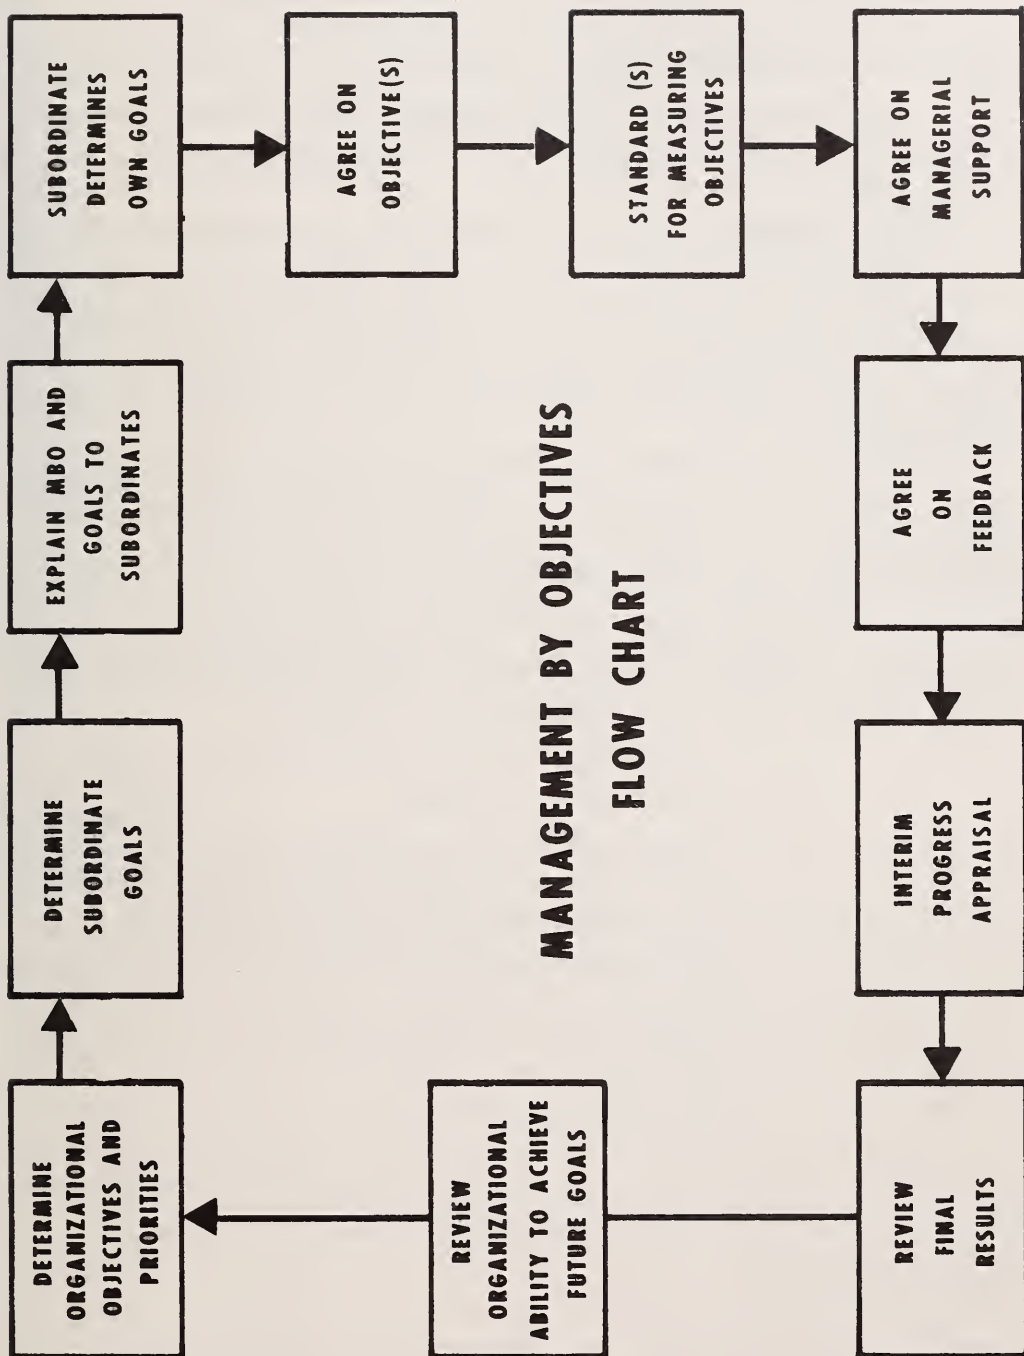 DETERMINE
ORGANIZATIONAL
OBJECTIVES AND
PRIORITIES
DETERMINE
SUBORDINATE
GOALS
EXPLAIN MBO AND
GOALS TO
SUBORDINATES
SUBORDINATE
DETERMINES
OWN GOALS
AGREE ON
OBJECTIVE(S)
STANDARD (S)
FOR MEASURING
OBJECTIVES
AGREE ON
MANAGERIAL
SUPPORT
AGREE
ON
FEEDBACK
INTERIM
PROGRESS
APPRAISAL
REVIEW
FINAL
RESULTS
REVIEW
ORGANIZATIONAL
ABILITY TO ACHIEVE
FUTURE GOALS
MANAGEMENT BY OBJECTIVES
FLOW CHART